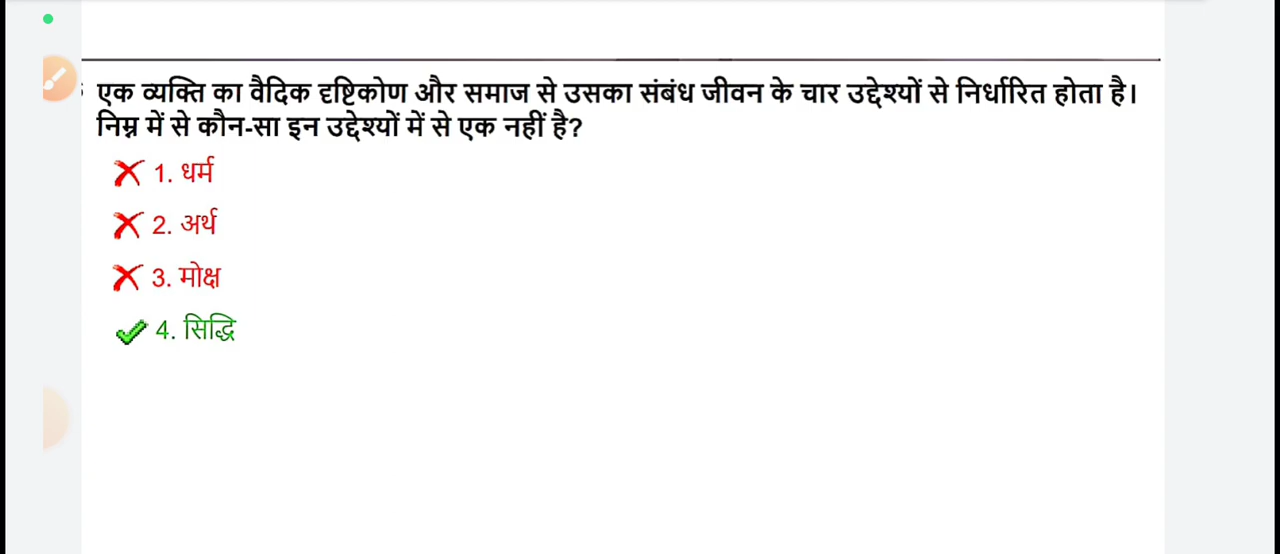 एक व्यक्ति का वैदिक दृष्टिकोण और समाज से उसका संबंध जीवन के चार उद्देश्यों से निर्धारित होता है।
निम्न में से कौन-सा इन उद्देश्यों में से एक नहीं है?
1. धर्म
2. अर्थ
3. मोक्ष
4. सिद्धि